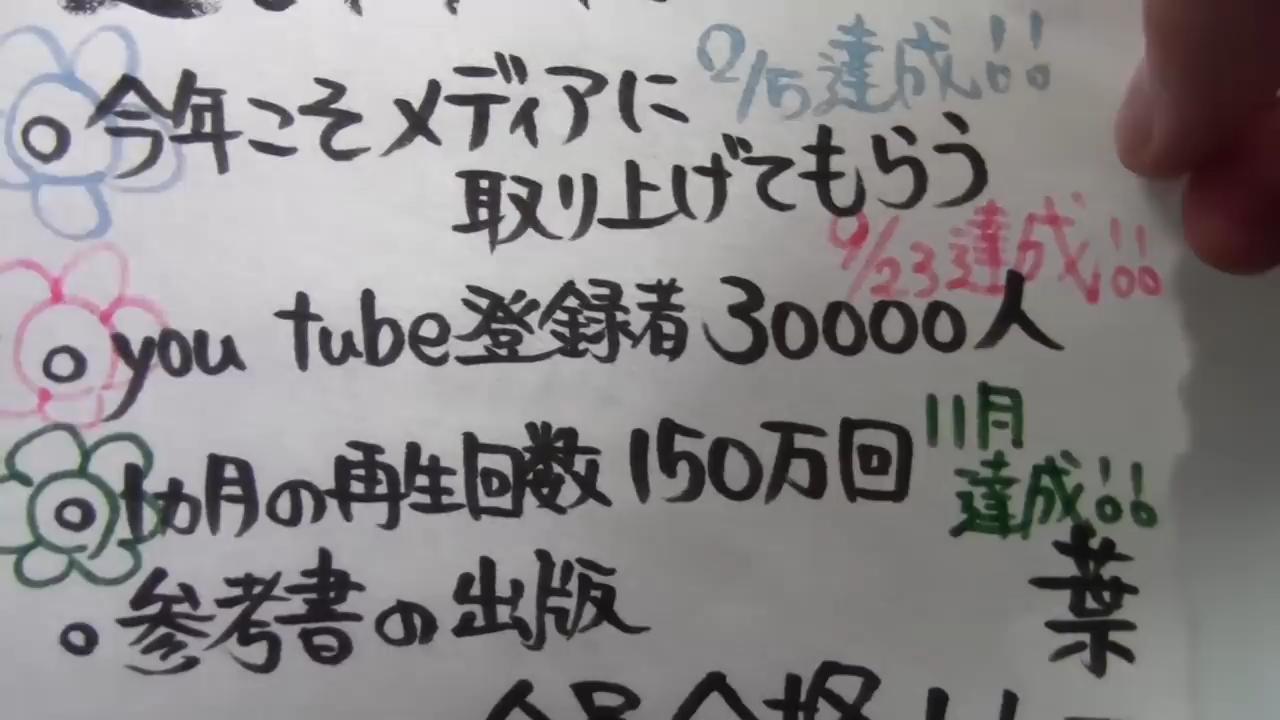 2/5達成!!
今年こそメディアに
取り上げてもらう
9/23達成!!
you tube登録者30000人
11月
達成!!
1カ月の再生回数150万回
参考書の出版
葉